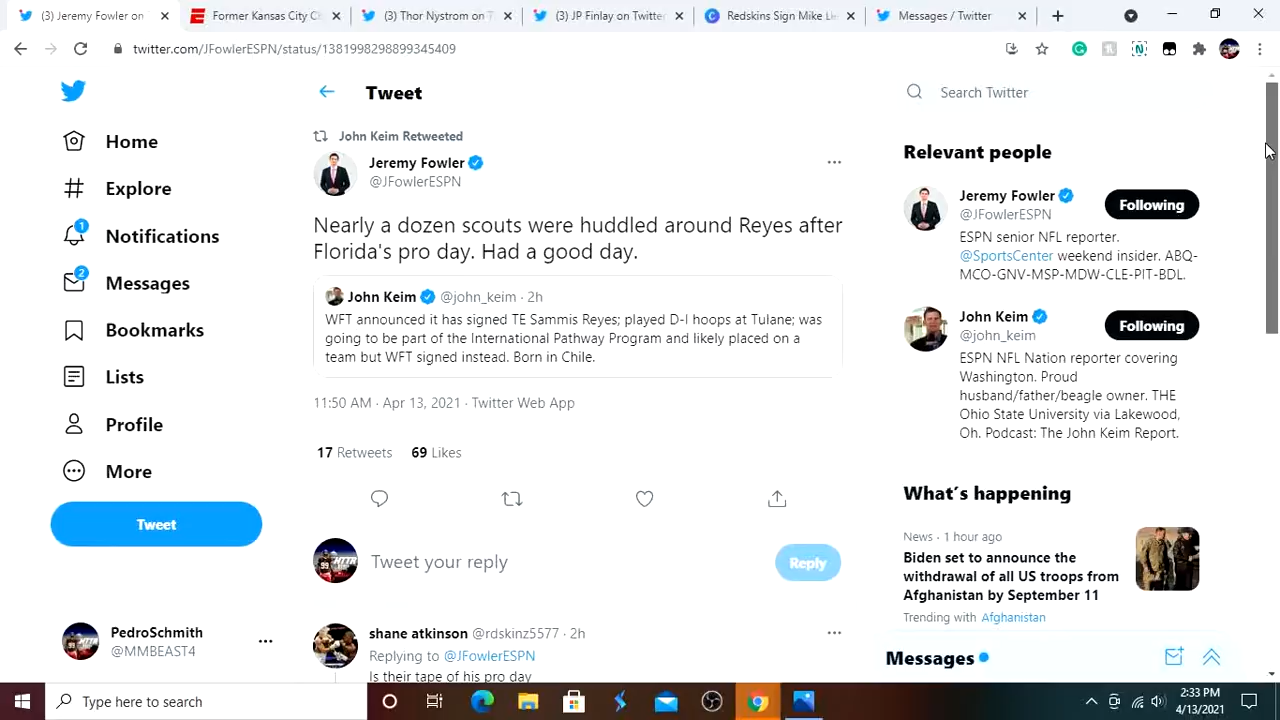 (3) Jeremy Fowler on
Former Kansas City C
(3) Thor Nystrom on T
(3) JP Finlay on Twitter
Redskins Sign Mike
Messages / Twitter
twitter.com/JFowlerESPN/status/1381998298899345409
Home
Explore
1
Notifications
2
Messages
Bookmarks
Lists
Profile
More
Tweet
PedroSchmith
@MMBEAST4
Tweet
John Keim Retweeted
Jeremy Fowler
@JFowlerESPN
Nearly a dozen scouts were huddled around Reyes after
Florida's pro day. Had a good day.
John Keim @john_keim · 2h
WFT announced it has signed TE Sammis Reyes; played D-I hoops at Tulane; was
going to be part of the International Pathway Program and likely placed on a
team but WFT signed instead. Born in Chile.
11:50 AM · Apr 13, 2021 · Twitter Web App
17 Retweets 69 Likes
Tweet your reply
Reply
shane atkinson @rdskinz5577 · 2h
Replying to @JFowlerESPN
Is their tape of his pro day
Search Twitter
Relevant people
Jeremy Fowler
@JFowlerESPN
Following
ESPN senior NFL reporter.
@SportsCenter weekend insider. ABQ-
MCO-GNV-MSP-MDW-CLE-PIT-BDL.
John Keim
@john_keim
Following
ESPN NFL Nation reporter covering
Washington. Proud
husband/father/beagle owner. THE
Ohio State University via Lakewood,
Oh. Podcast: The John Keim Report.
What's happening
News · 1 hour ago
Biden set to announce the
withdrawal of all US troops from
Afghanistan by September 11
Trending with Afghanistan
Messages
Type here to search
2:33 PM
4/13/2021